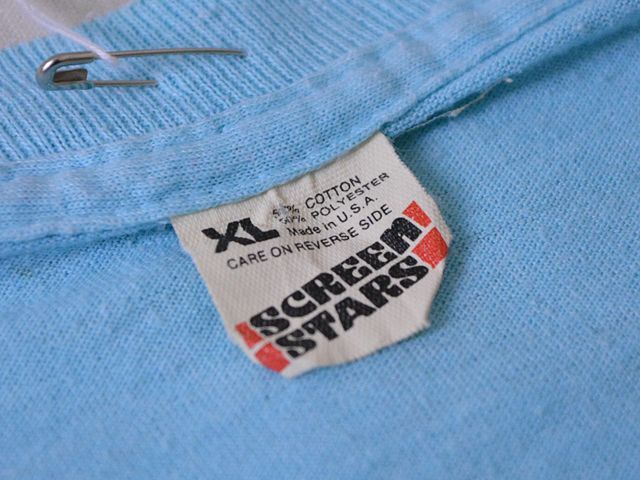 XL
COTTON
POLYESTER
Made in U.S.A.
CARE ON REVERSE SIDE
SCREEN
STARS